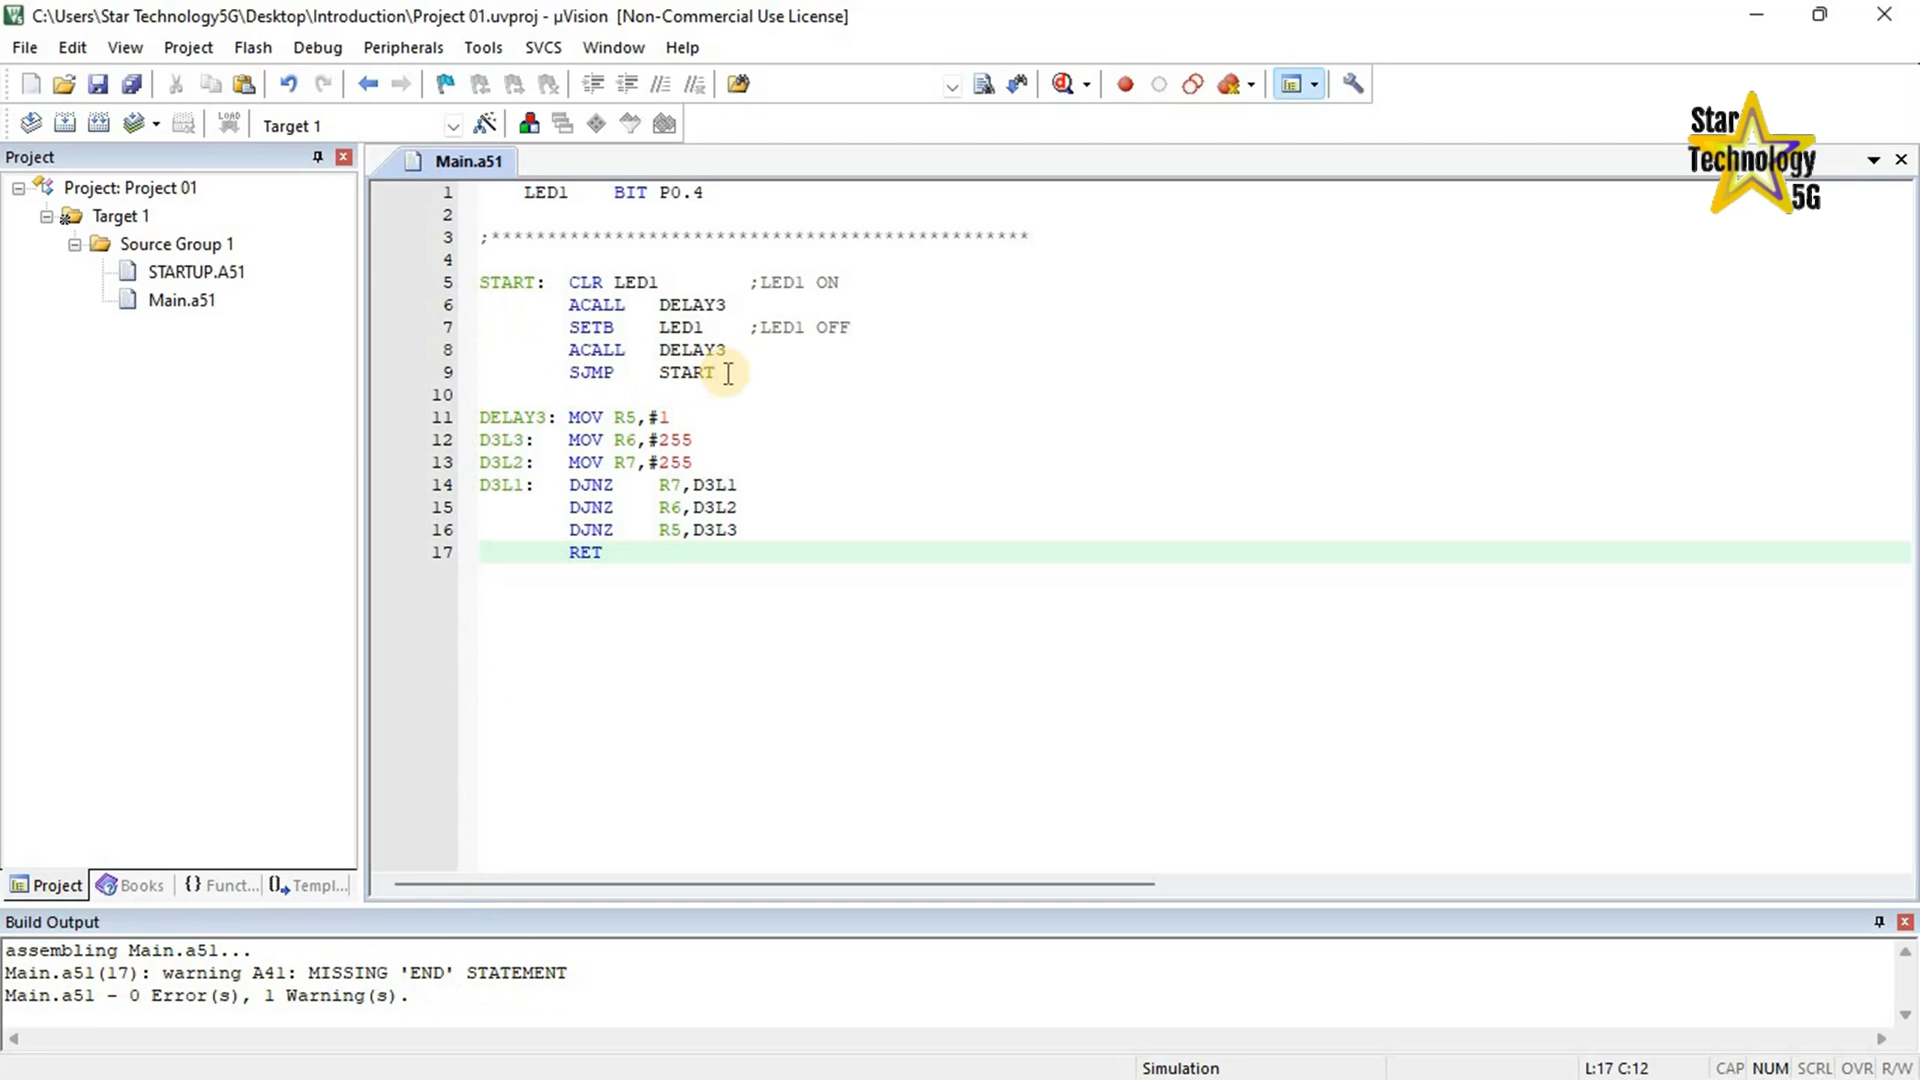 C:\Users\Star Technology5G\Desktop\Introduction\Project 01.uvproj - µVision [Non-Commercial Use License]
File Edit View Project Flash Debug Peripherals Tools SVCS Window Help
LOAD Target 1
Star
Technology
5G
Project
Project: Project 01
Target 1
Source Group 1
STARTUP.A51
Main.a51
Main.a51
1 LED1 BIT P0.4
2
3 ;************************************************
4
5 START: CLR LED1 ;LED1 ON
6 ACALL DELAY3
7 SETB LED1 ;LED1 OFF
8 ACALL DELAY3
9 SJMP START
10
11 DELAY3: MOV R5,#1
12 D3L3: MOV R6,#255
13 D3L2: MOV R7,#255
14 D3L1: DJNZ R7,D3L1
15 DJNZ R6,D3L2
16 DJNZ R5,D3L3
17 RET
Project Books {} Funct... Templ...
Build Output
assembling Main.a51...
Main.a51(17): warning A41: MISSING 'END' STATEMENT
Main.a51 - 0 Error(s), 1 Warning(s).
Simulation L:17 C:12 CAP NUM SCRL OVR R/W